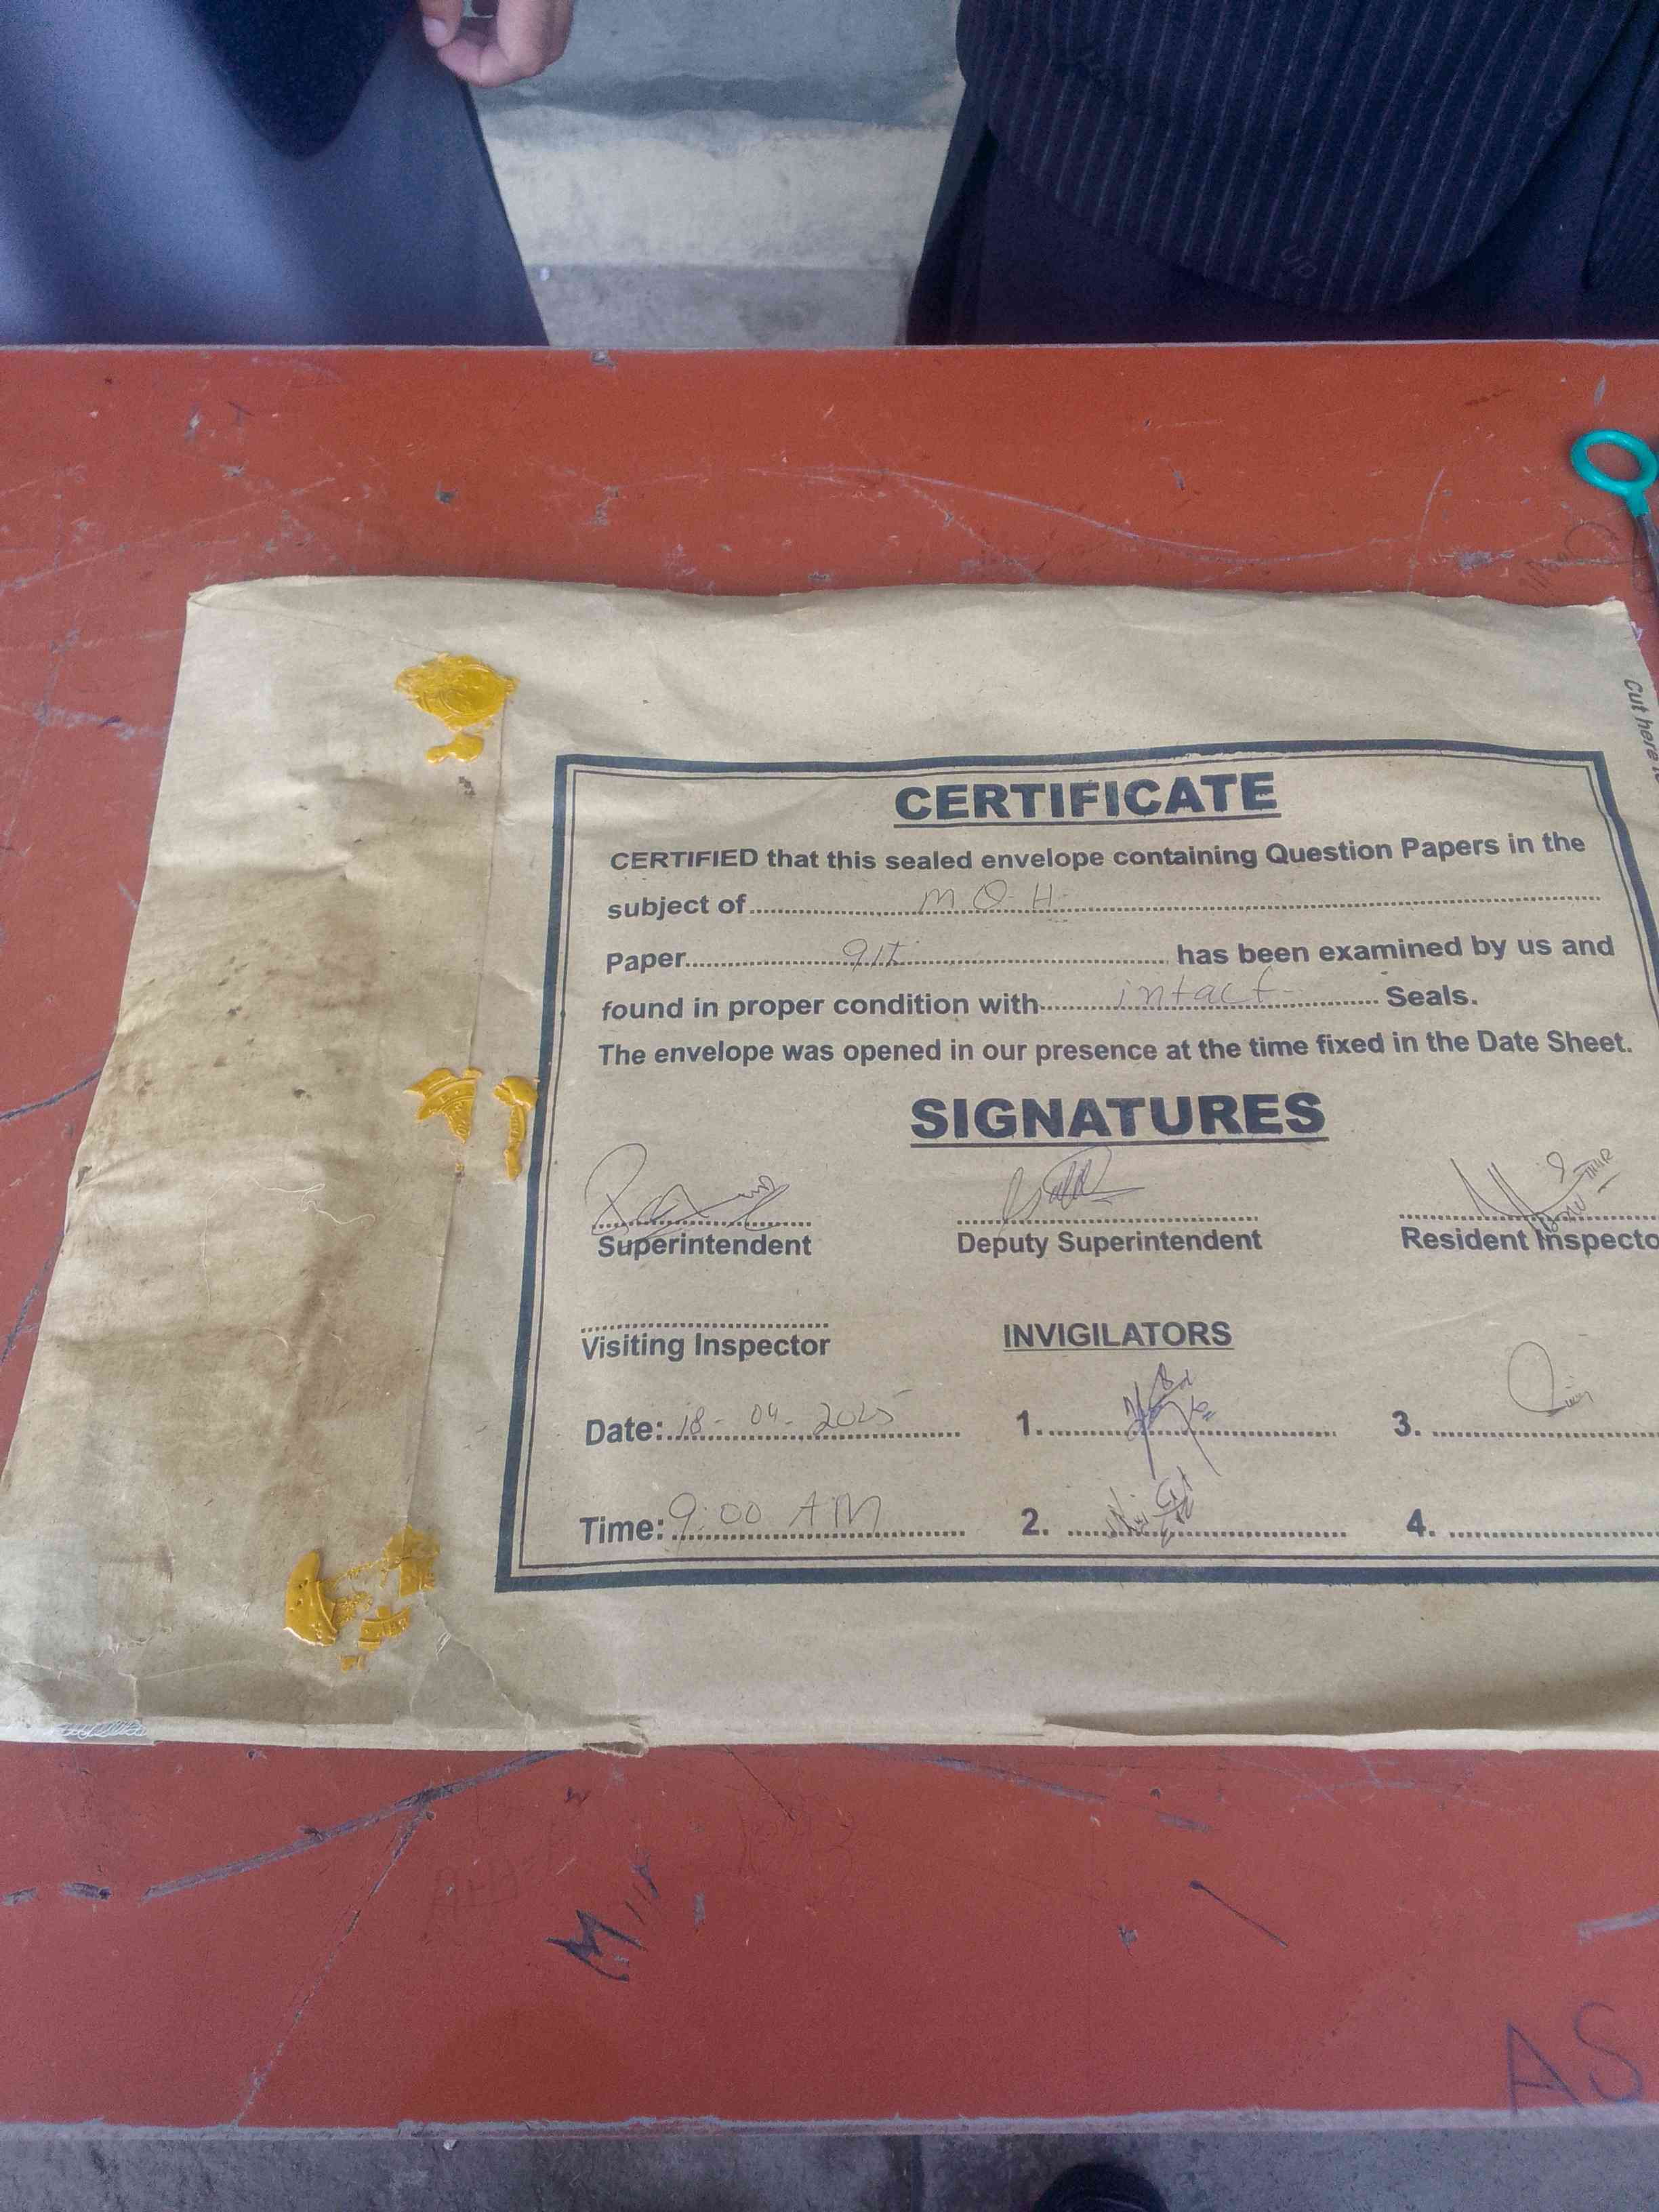 Cut here to
CERTIFICATE
CERTIFIED that this sealed envelope containing Question Papers in the
subject of M Q H
Paper 9th has been examined by us and
found in proper condition with intact Seals.
The envelope was opened in our presence at the time fixed in the Date Sheet.
SIGNATURES
Superintendent Deputy Superintendent Resident Inspecto
Visiting Inspector INVIGILATORS
Date: 18-04-2025 1. 3.
Time: 9:00 AM 2. 4.
AS